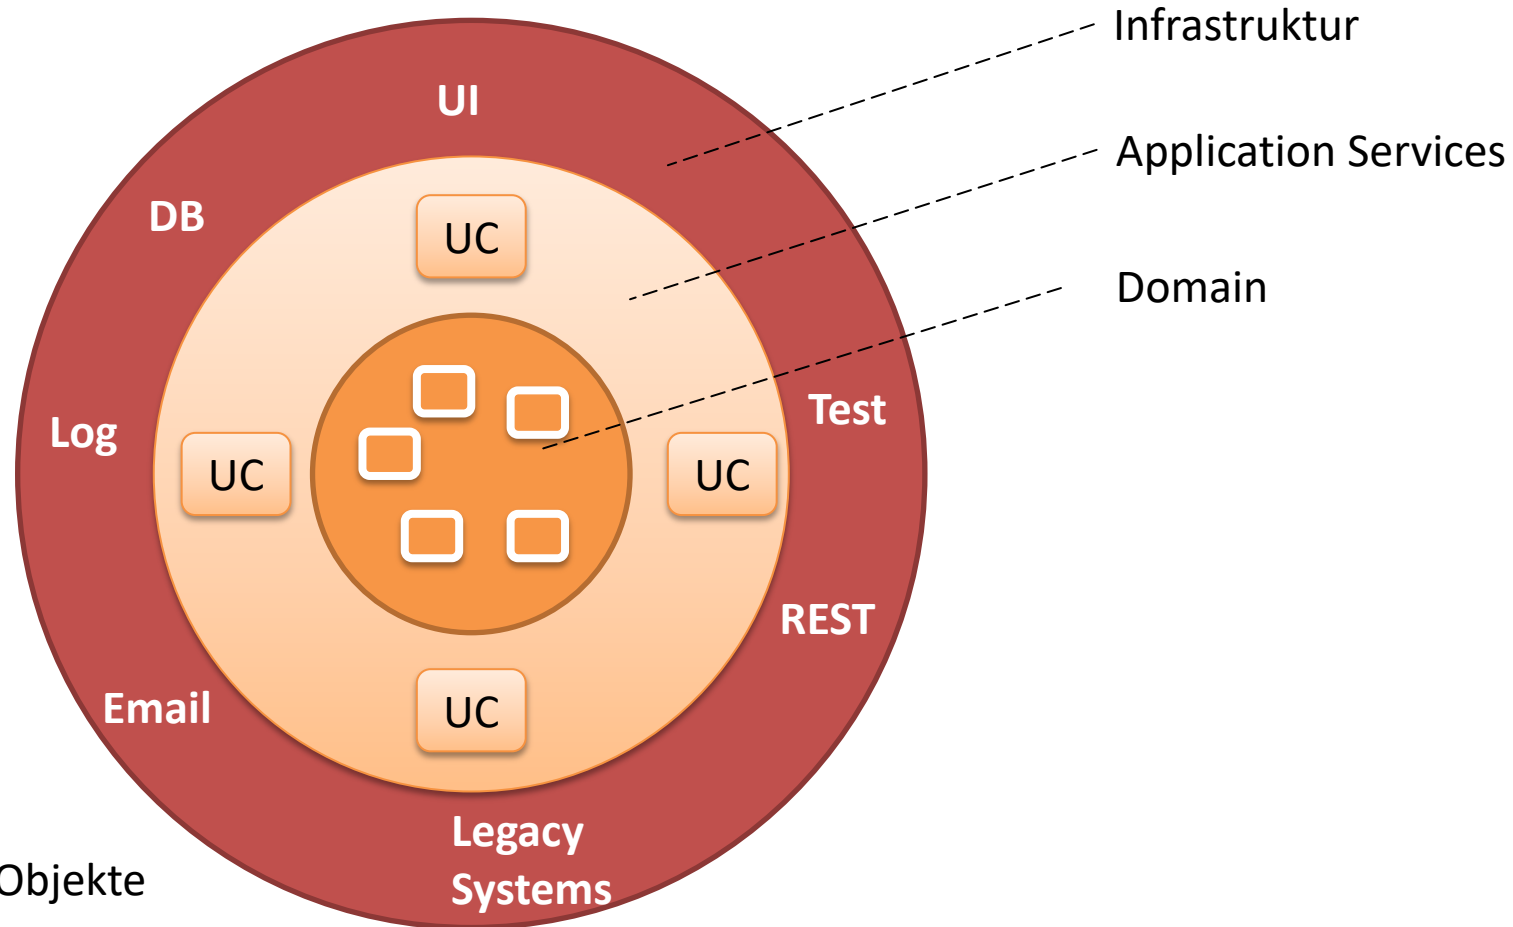 Infrastruktur
UI
Application Services
DB
UC
Domain
Test
Log
UC
UC
REST
Email
UC
Legacy
Systems
Objekte